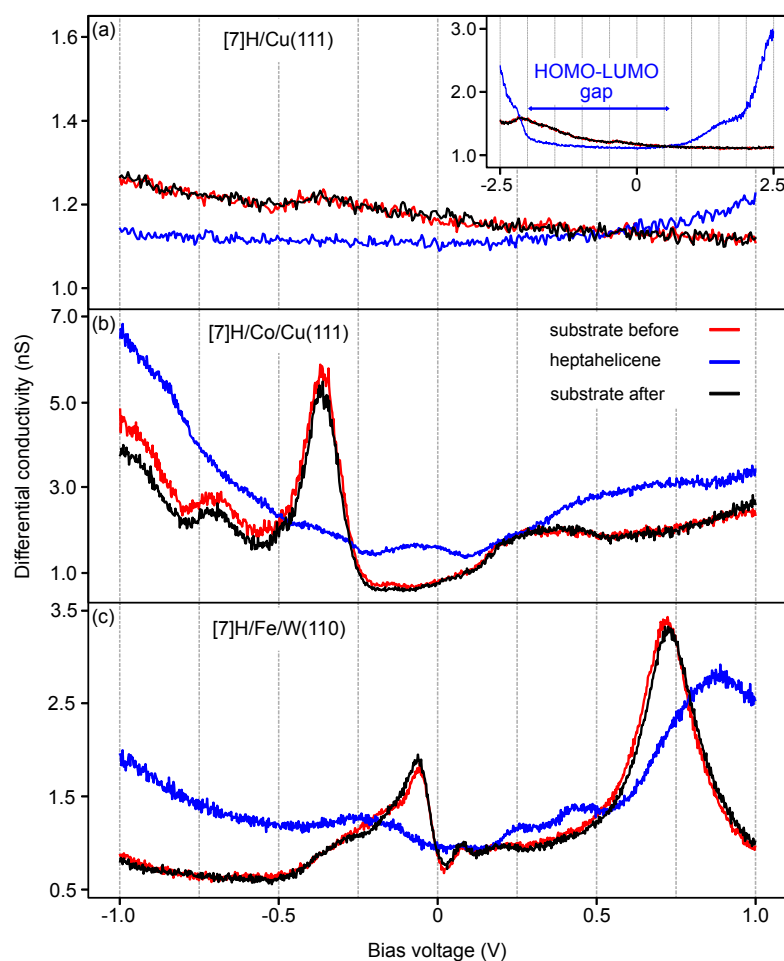 (a)
[7]H/Cu(111)
1.6
1.4
1.2
1.0
3.0
2.0
1.0
HOMO-LUMO
gap
-2.5
0
2.5
(b)
[7]H/Co/Cu(111)
7.0
5.0
3.0
1.0
substrate before
heptahelicene
substrate after
Differential conductivity (nS)
(c)
[7]H/Fe/W(110)
3.5
2.5
1.5
0.5
-1.0
-0.5
0
0.5
1.0
Bias voltage (V)